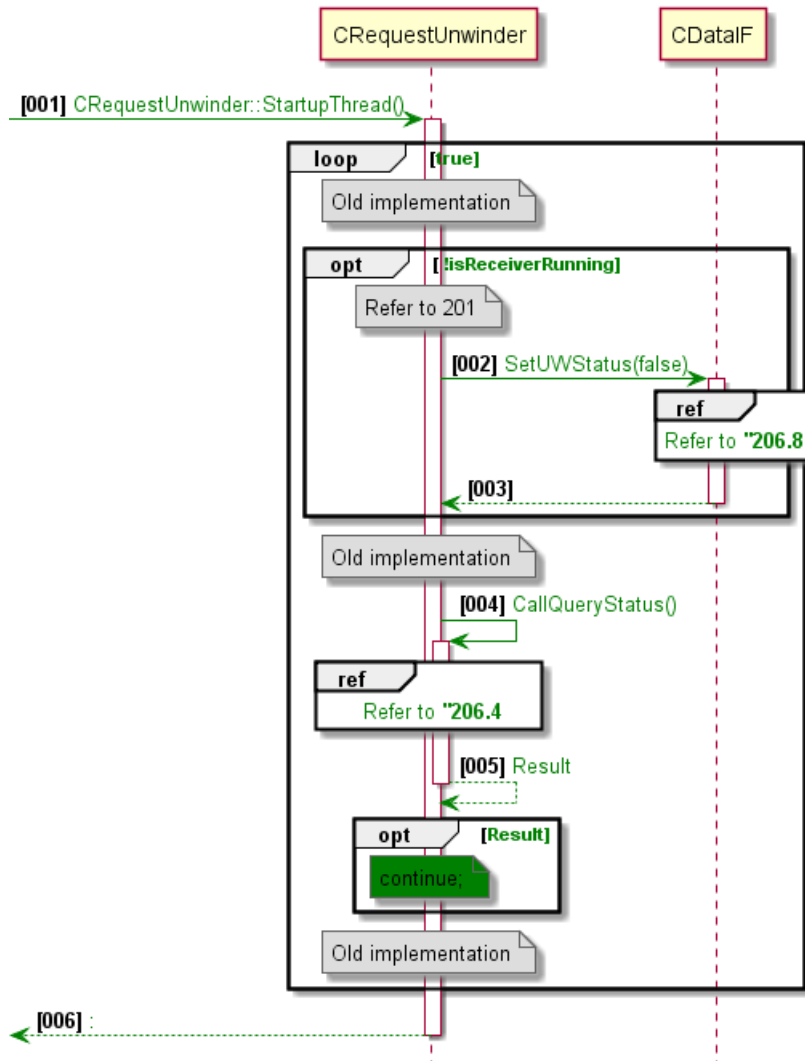 CRequestUnwinder
CDataIF
[001] CRequestUnwinder::StartupThread()
loop
[true]
Old implementation
opt
[ !isReceiverRunning]
Refer to 201
[002] SetUWStatus(false)
ref
Refer to "206.8
[003]
Old implementation
[004] CallQueryStatus()
ref
Refer to "206.4
[005] Result
opt
[Result]
continue;
Old implementation
[006] :